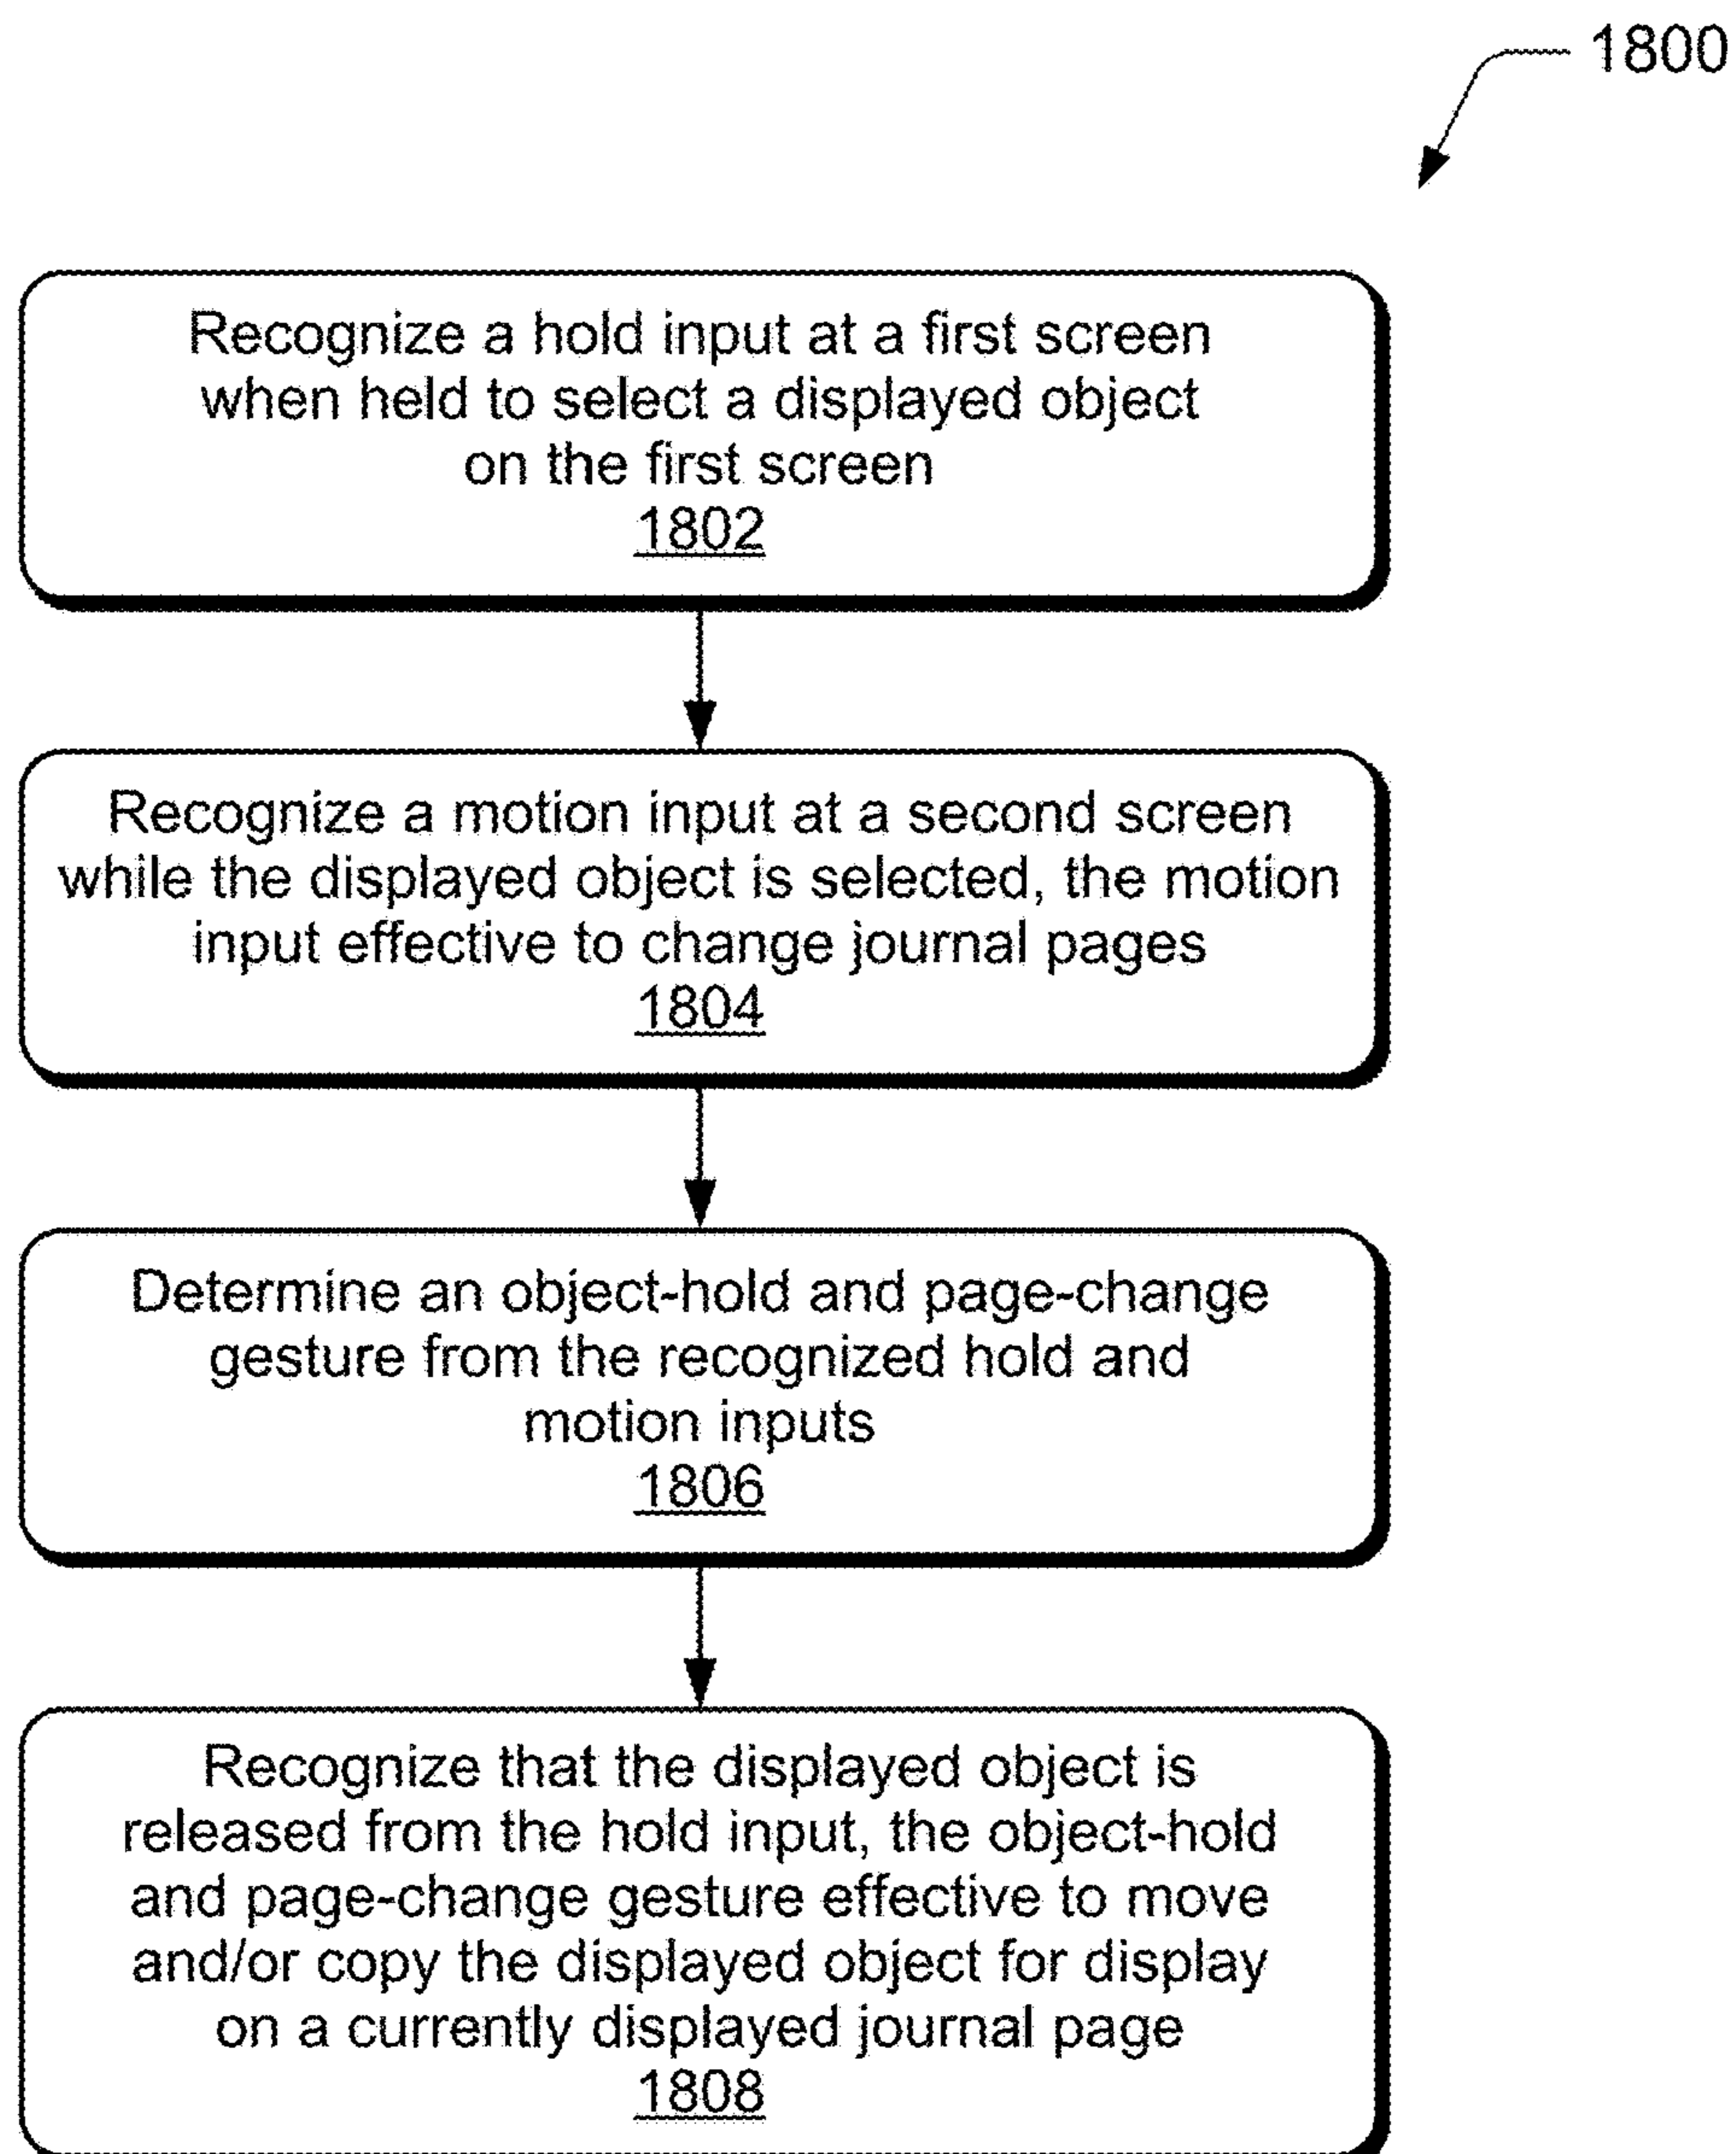 1800
Recognize a hold input at a first screen
when held to select a displayed object
on the first screen
1802
Recognize a motion input at a second screen
while the displayed object is selected, the motion
input effective to change journal pages
1804
Determine an object-hold and page-change
gesture from the recognized hold and
motion inputs
1806
Recognize that the displayed object is
released from the hold input, the object-hold
and page-change gesture effective to move
and/or copy the displayed object for display
on a currently displayed journal page
1808